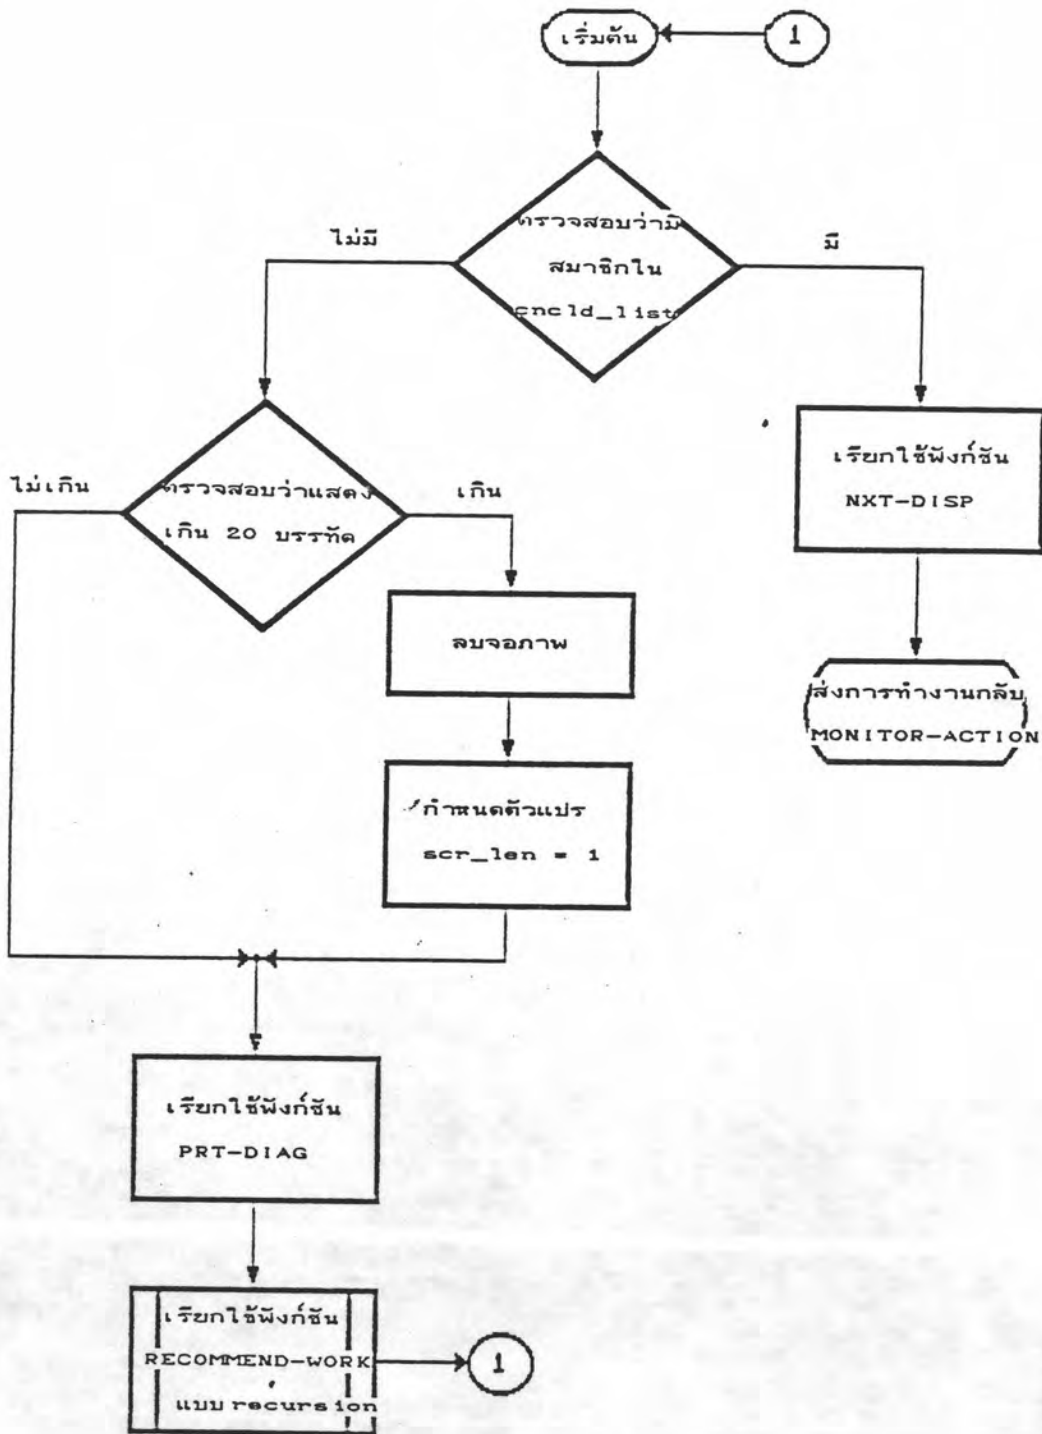 เริ่มต้น
1
ตรวจสอบว่ามี
สมาชิกใน
cncld_list
ไม่มี
มี
ตรวจสอบว่าแสดง
เกิน 20 บรรทัด
ไม่เกิน
เกิน
เรียกใช้ฟังก์ชัน
NXT-DISP
ลบจอภาพ
ส่งการทำงานกลับ
MONITOR-ACTION
กำหนดตัวแปร
scr_len = 1
เรียกใช้ฟังก์ชัน
PRT-DIAG
เรียกใช้ฟังก์ชัน
RECOMMEND-WORK
แบบ recursion
1